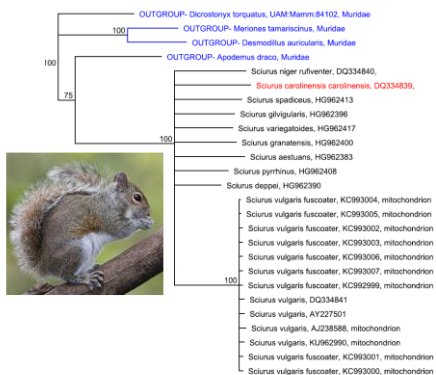 OUTGROUP- Dicrostonyx torquatus, UAM:Mamm:84102, Muridae
100
OUTGROUP- Meriones tamariscinus, Muridae
100
OUTGROUP- Desmodillus auricularis, Muridae
OUTGROUP- Apodemus draco, Muridae
75
Sciurus niger rufiventer, DQ334840,
Sciurus carolinensis carolinensis, DQ334839,
Sciurus spadiceus, HG962413
Sciurus gilvigularis, HG962396
Sciurus variegatoides, HG962417
100
Sciurus granatensis, HG962400
Sciurus aestuans, HG962383
Sciurus pyrrhinus, HG962408
Sciurus deppei, HG962390
Sciurus vulgaris fuscoater, KC993004, mitochondrion
Sciurus vulgaris fuscoater, KC993005, mitochondrion
Sciurus vulgaris fuscoater, KC993002, mitochondrion
Sciurus vulgaris fuscoater, KC993003, mitochondrion
Sciurus vulgaris fuscoater, KC993006, mitochondrion
Sciurus vulgaris fuscoater, KC993007, mitochondrion
100
Sciurus vulgaris fuscoater, KC992999, mitochondrion
Sciurus vulgaris, DQ334841
Sciurus vulgaris, AY227501
Sciurus vulgaris, AJ238588, mitochondrion
Sciurus vulgaris, KU962990, mitochondrion
Sciurus vulgaris fuscoater, KC993001, mitochondrion
Sciurus vulgaris fuscoater, KC993000, mitochondrion